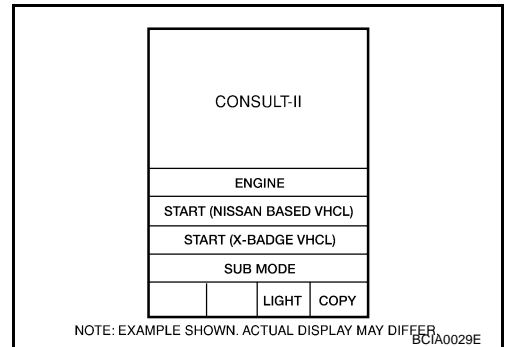 CONSULT-II
ENGINE
START (NISSAN BASED VHCL)
START (X-BADGE VHCL)
SUB MODE
LIGHT COPY
NOTE: EXAMPLE SHOWN. ACTUAL DISPLAY MAY DIFFER.
BCIA0029E